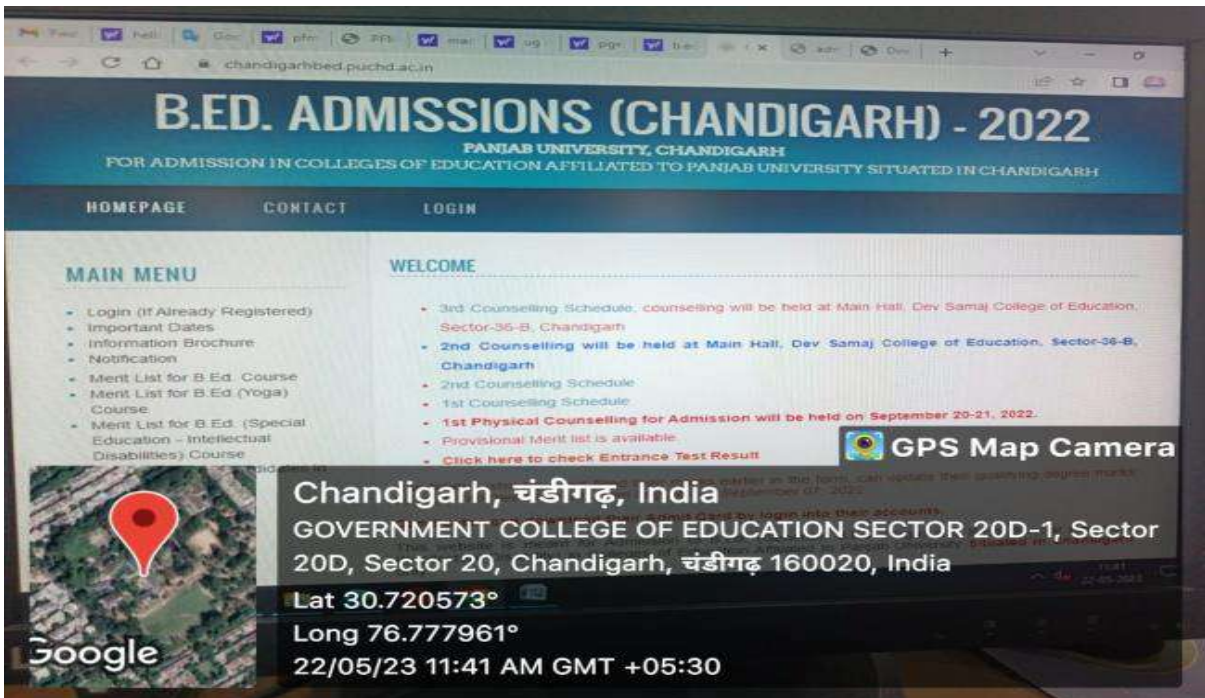 chandigarhbed.puchd.ac.in
B.ED. ADMISSIONS (CHANDIGARH) - 2022
PANJAB UNIVERSITY, CHANDIGARH
FOR ADMISSION IN COLLEGES OF EDUCATION AFFILIATED TO PANJAB UNIVERSITY SITUATED IN CHANDIGARH
HOMEPAGE CONTACT LOGIN
MAIN MENU
Login (If Already Registered)
Important Dates
Information Brochure
Notification
Merit List for B.Ed. Course
Merit List for B.Ed.(Yoga)
Course
Merit List for B.Ed. (Special
Education - Intellectual
Disabilities) Course
WELCOME
3rd Counselling Schedule, counselling will be held at Main Hall, Dev Samaj College of Education,
Sector-36-B, Chandigarh
2nd Counselling will be held at Main Hall, Dev Samaj College of Education, Sector-36-B,
Chandigarh
2nd Counselling Schedule
1st Counselling Schedule
1st Physical Counselling for Admission will be held on September 20-21, 2022.
Provisional Merit list is available
Click here to check Entrance Test Result
GPS Map Camera
Chandigarh, चंडीगढ़, India
GOVERNMENT COLLEGE OF EDUCATION SECTOR 20D-1, Sector
20D, Sector 20, Chandigarh, चंडीगढ़ 160020, India
Lat 30.720573°
Long 76.777961°
22/05/23 11:41 AM GMT +05:30
Google